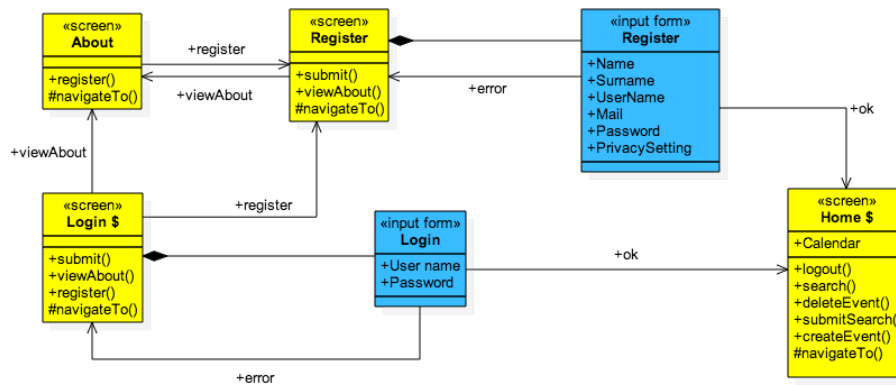 «screen»
About
+register()
#navigateTo()
+register
+viewAbout
«screen»
Register
+submit()
+viewAbout()
#navigateTo()
+error
«input form»
Register
+Name
+Surname
+UserName
+Mail
+Password
+PrivacySetting
+ok
+viewAbout
+register
«screen»
Login $
+submit()
+viewAbout()
+register()
#navigateTo()
«input form»
Login
+User name
+Password
+ok
+error
«screen»
Home $
+Calendar
+logout()
+search()
+deleteEvent()
+submitSearch(
+createEvent()
#navigateTo()